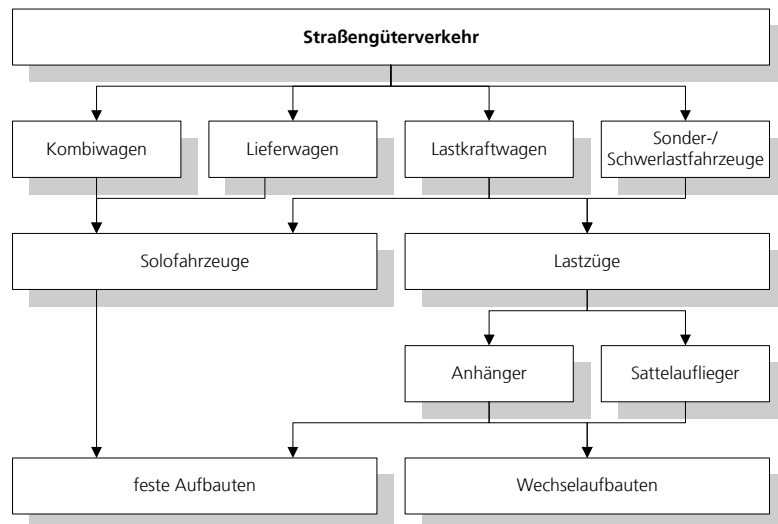 Straßengüterverkehr
Kombiwagen
Lieferwagen
Lastkraftwagen
Sonder-/
Schwerlastfahrzeuge
Solofahrzeuge
Lastzüge
Anhänger
Sattelauflieger
feste Aufbauten
Wechselaufbauten